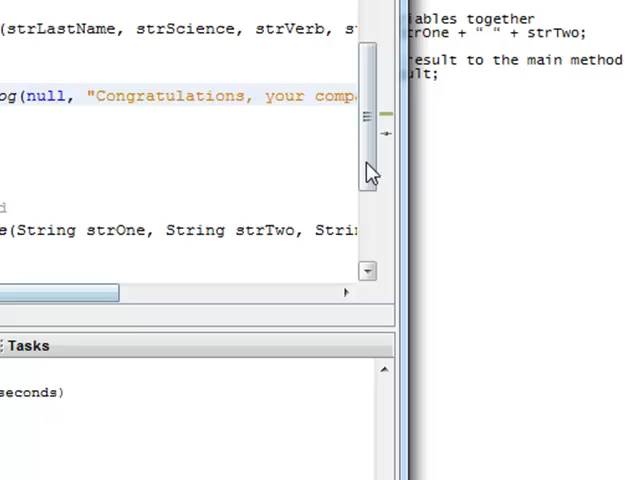 (strLastName, strScience, strVerb, s
og(null, "Congratulations, your comp
d
s(String strOne, String strTwo, Stri
Tasks
seconds)
iables together
trOne + “ “ + strTwo;
result to the main method
ult;